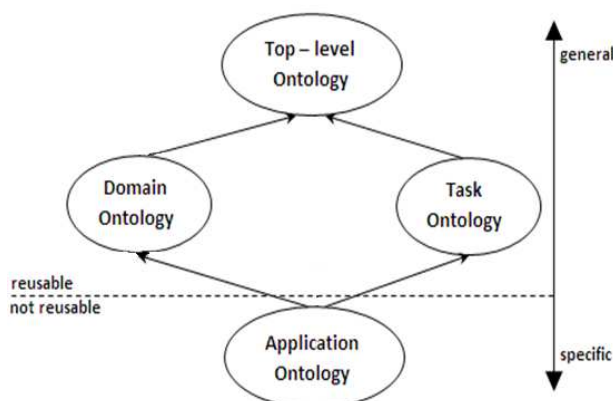 Top – level
Ontology
general
Domain
Ontology
Task
Ontology
reusable
not reusable
Application
Ontology
specific